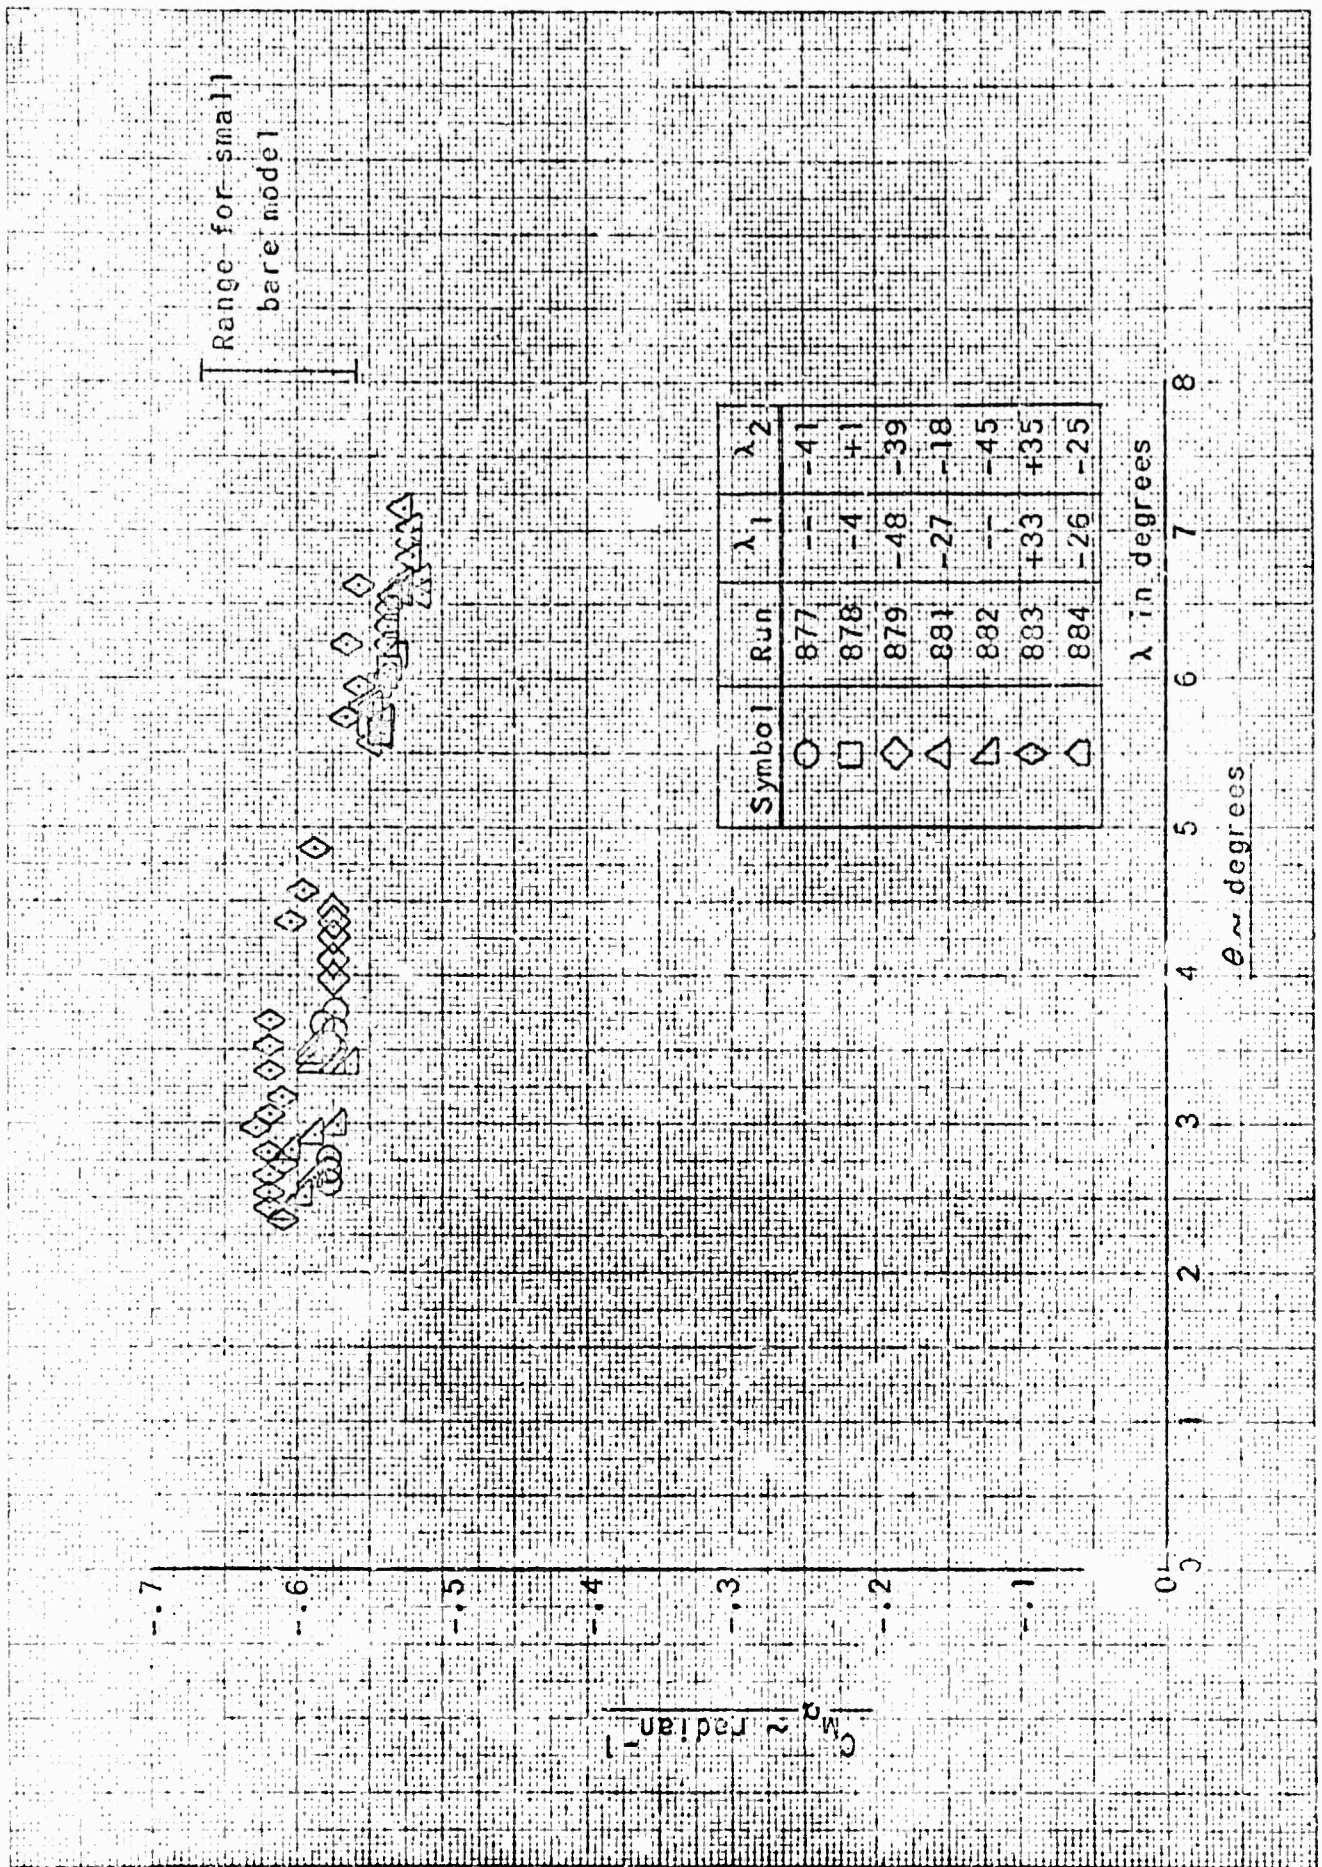 Range for small
bare model
-.7
-.6
-.5
-.4
-.3
-.2
-.1
0
C_Mα ~ radian^-1
Symbol Run λ1 λ2
877 -- -41
878 -4 +1
879 -48 -39
881 -27 -18
882 -- -45
883 +33 +35
884 -26 -25
λ in degrees
0 1 2 3 4 5 6 7 8
θ ~ degrees